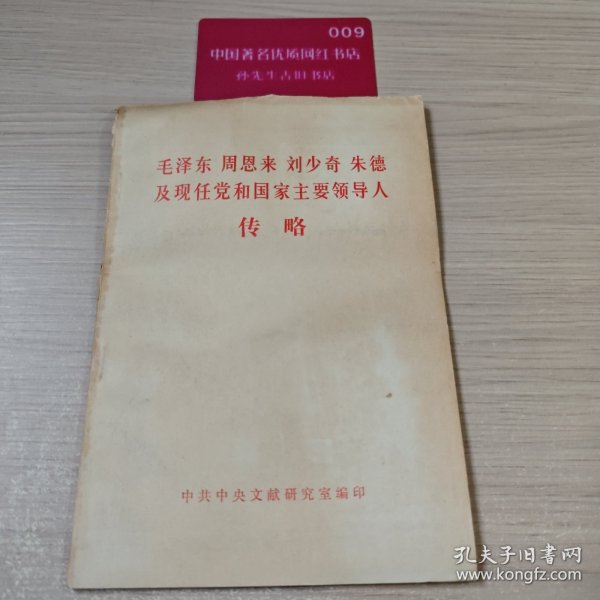 009
中国著名优质网红书店
孙先生古旧书店
毛泽东 周恩来 刘少奇 朱德
及现任党和国家主要领导人
传略
中共中央文献研究室编印
孔夫子旧书网
www.kongfz.com